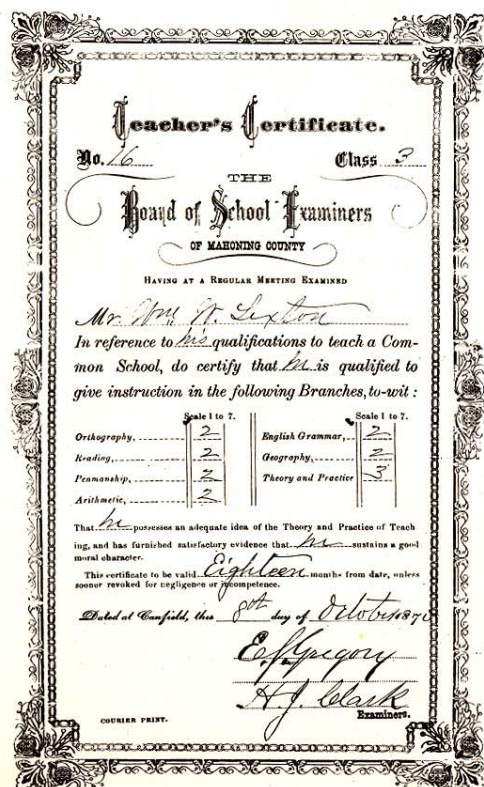 Teacher's Certificate.
No. 16 Class 3
THE
Board of School Examiners
OF MAHONING COUNTY
HAVING AT A REGULAR MEETING EXAMINED
Mr. Wm W. Sexton
In reference to his qualifications to teach a Com-
mon School, do certify that he is qualified to
give instruction in the following Branches, to-wit :
Scale 1 to 7. Scale 1 to 7.
Orthography, 2 English Grammar, 2
Reading, 2 Geography, 2
Penmanship, 2 Theory and Practice 3
Arithmetic, 2
That he possesses an adequate idea of the Theory and Practice of Teach
ing, and has furnished satisfactory evidence that he sustains a good
moral character.
This certificate to be valid Eighteen months from date, unless
sooner revoked for negligence or incompetence.
Dated at Canfield, this day of October 187
Gregory
H. J. Clark
Examiners.
COURIER PRINT.